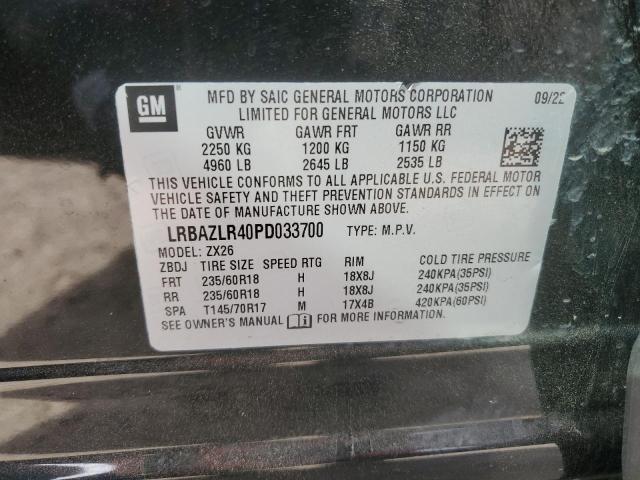 GM
MFD BY SAIC GENERAL MOTORS CORPORATION 09/22
LIMITED FOR GENERAL MOTORS LLC
GVWR GAWR FRT GAWR RR
2250 KG 1200 KG 1150 KG
4960 LB 2645 LB 2535 LB
THIS VEHICLE CONFORMS TO ALL APPLICABLE U.S. FEDERAL MOTOR
VEHICLE SAFETY AND THEFT PREVENTION STANDARDS IN EFFECT ON
THE DATE OF MANUFACTURE SHOWN ABOVE.
LRBAZLR40PD033700 TYPE: M.P.V.
MODEL: ZX26
ZBDJ TIRE SIZE SPEED RTG RIM COLD TIRE PRESSURE
FRT 235/60R18 H 18X8J 240KPA(35PSI)
RR 235/60R18 H 18X8J 240KPA(35PSI)
SPA T145/70R17 M 17X4B 420KPA(60PSI)
SEE OWNER'S MANUAL FOR MORE INFORMATION